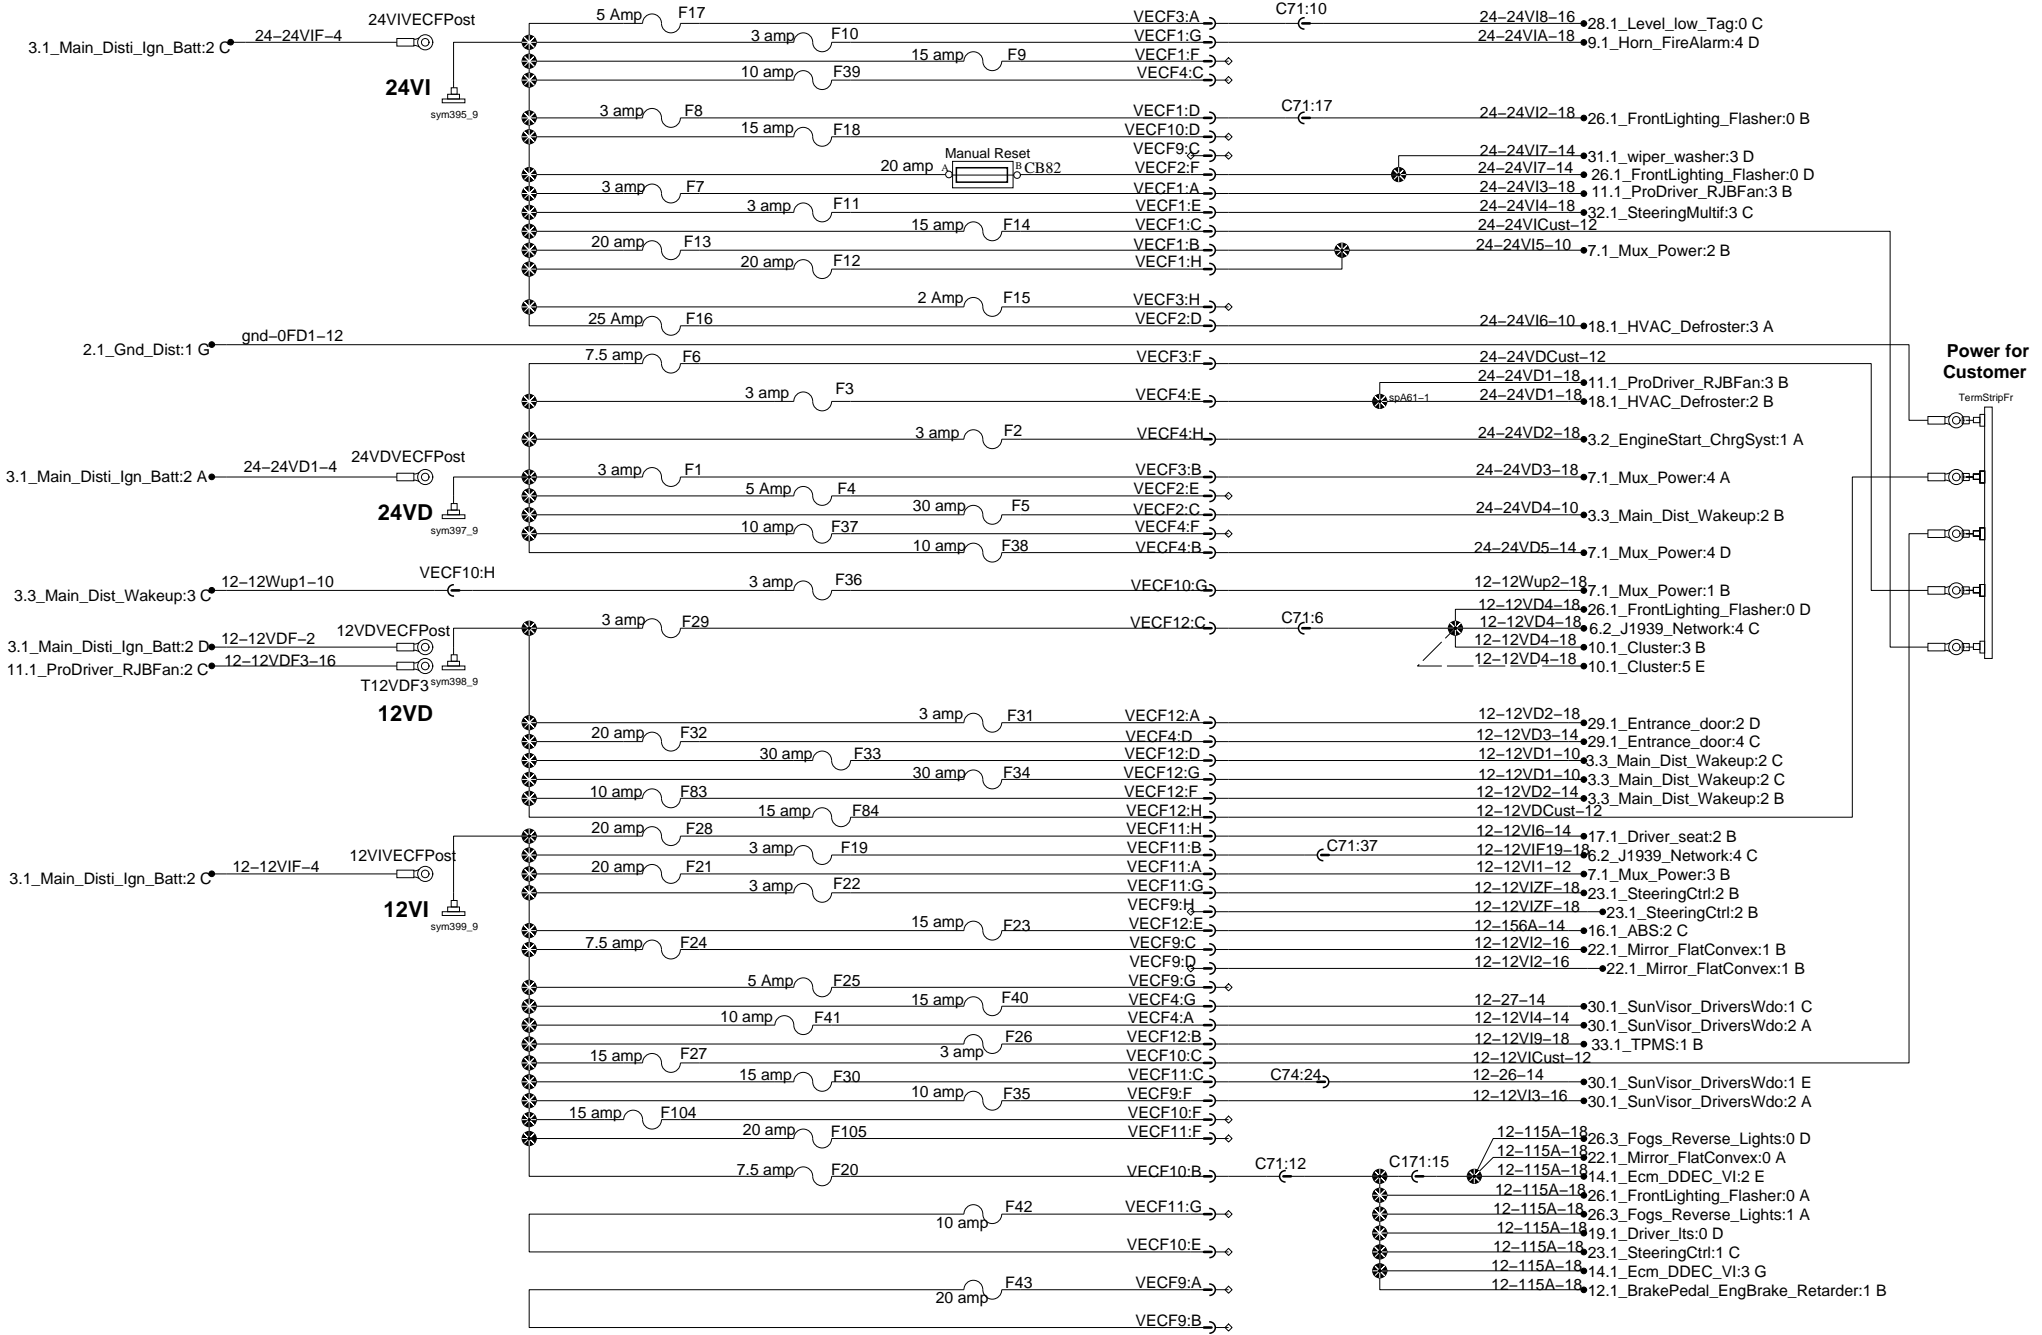 5 Amp F17 VECF3:A C71:10 24-24VI8-16 28.1_Level_low_Tag:0 C
24VIVECFPost
3.1_Main_Disti_Ign_Batt:2 C 24-24VIF-4 3 amp F10 VECF1:G 24-24VIA-18 9.1_Horn_FireAlarm:4 D
15 amp F9 VECF1:F
24VI 10 amp F39 VECF4:C
sym395_9
3 amp F8 VECF1:D C71:17 24-24VI2-18 26.1_FrontLighting_Flasher:0 B
15 amp F18 VECF10:D
Manual Reset VECF9:C 24-24VI7-14 31.1_wiper_washer:3 D
20 amp A B CB82 VECF2:F 24-24VI7-14 26.1_FrontLighting_Flasher:0 D
3 amp F7 VECF1:A 24-24VI3-18 11.1_ProDriver_RJBFan:3 B
3 amp F11 VECF1:E 24-24VI4-18 32.1_SteeringMultif:3 C
15 amp F14 VECF1:C 24-24VICust-12
20 amp F13 VECF1:B 24-24VI5-10 7.1_Mux_Power:2 B
20 amp F12 VECF1:H
2 Amp F15 VECF3:H
25 Amp F16 VECF2:D 24-24VI6-10 18.1_HVAC_Defroster:3 A
2.1_Gnd_Dist:1 G gnd-0FD1-12
Power for
Customer
TermStripFr
7.5 amp F6 VECF3:F 24-24VDCust-12
24-24VD1-18 11.1_ProDriver_RJBFan:3 B
3 amp F3 VECF4:E spA61-1 24-24VD1-18 18.1_HVAC_Defroster:2 B
3 amp F2 VECF4:H 24-24VD2-18 3.2_EngineStart_ChrgSyst:1 A
24VDVECFPost
3.1_Main_Disti_Ign_Batt:2 A 24-24VD1-4 3 amp F1 VECF3:B 24-24VD3-18 7.1_Mux_Power:4 A
5 Amp F4 VECF2:E
24VD 30 amp F5 VECF2:C 24-24VD4-10 3.3_Main_Dist_Wakeup:2 B
sym397_9 10 amp F37 VECF4:F
10 amp F38 VECF4:B 24-24VD5-14 7.1_Mux_Power:4 D
3.3_Main_Dist_Wakeup:3 C 12-12Wup1-10 VECF10:H 3 amp F36 VECF10:G 12-12Wup2-18 7.1_Mux_Power:1 B
12-12VD4-18 26.1_FrontLighting_Flasher:0 D
12VDVECFPost 3 amp F29 VECF12:C C71:6 12-12VD4-18 6.2_J1939_Network:4 C
3.1_Main_Disti_Ign_Batt:2 D 12-12VDF-2 12-12VD4-18 10.1_Cluster:3 B
11.1_ProDriver_RJBFan:2 C 12-12VDF3-16 12-12VD4-18 10.1_Cluster:5 E
T12VDF3 sym398_9
12VD 3 amp F31 VECF12:A 12-12VD2-18 29.1_Entrance_door:2 D
20 amp F32 VECF4:D 12-12VD3-14 29.1_Entrance_door:4 C
30 amp F33 VECF12:D 12-12VD1-10 3.3_Main_Dist_Wakeup:2 C
30 amp F34 VECF12:G 12-12VD1-10 3.3_Main_Dist_Wakeup:2 C
10 amp F83 VECF12:F 12-12VD2-14 3.3_Main_Dist_Wakeup:2 B
15 amp F84 VECF12:H 12-12VDCust-12
20 amp F28 VECF11:H 12-12VI6-14 17.1_Driver_seat:2 B
12VIVECFPost 3 amp F19 VECF11:B C71:37 12-12VIF19-18 6.2_J1939_Network:4 C
3.1_Main_Disti_Ign_Batt:2 C 12-12VIF-4 20 amp F21 VECF11:A 12-12VI1-12 7.1_Mux_Power:3 B
3 amp F22 VECF11:G 12-12VIZF-18 23.1_SteeringCtrl:2 B
12VI VECF9:H 12-12VIZF-18 23.1_SteeringCtrl:2 B
sym399_9 15 amp F23 VECF12:E 12-156A-14 16.1_ABS:2 C
7.5 amp F24 VECF9:C 12-12VI2-16 22.1_Mirror_FlatConvex:1 B
VECF9:D 12-12VI2-16 22.1_Mirror_FlatConvex:1 B
5 Amp F25 VECF9:G
15 amp F40 VECF4:G 12-27-14 30.1_SunVisor_DriversWdo:1 C
10 amp F41 VECF4:A 12-12VI4-14 30.1_SunVisor_DriversWdo:2 A
3 amp F26 VECF12:B 12-12VI9-18 33.1_TPMS:1 B
15 amp F27 VECF10:C 12-12VICust-12
15 amp F30 VECF11:C C74:24 12-26-14 30.1_SunVisor_DriversWdo:1 E
10 amp F35 VECF9:F 12-12VI3-16 30.1_SunVisor_DriversWdo:2 A
15 amp F104 VECF10:F
20 amp F105 VECF11:F
12-115A-18 26.3_Fogs_Reverse_Lights:0 D
12-115A-18 22.1_Mirror_FlatConvex:0 A
7.5 amp F20 VECF10:B C71:12 C171:15 12-115A-18 14.1_Ecm_DDEC_VI:2 E
12-115A-18 26.1_FrontLighting_Flasher:0 A
10 amp F42 VECF11:G 12-115A-18 26.3_Fogs_Reverse_Lights:1 A
12-115A-18 19.1_Driver_lts:0 D
VECF10:E 12-115A-18 23.1_SteeringCtrl:1 C
12-115A-18 14.1_Ecm_DDEC_VI:3 G
20 amp F43 VECF9:A 12-115A-18 12.1_BrakePedal_EngBrake_Retarder:1 B
VECF9:B